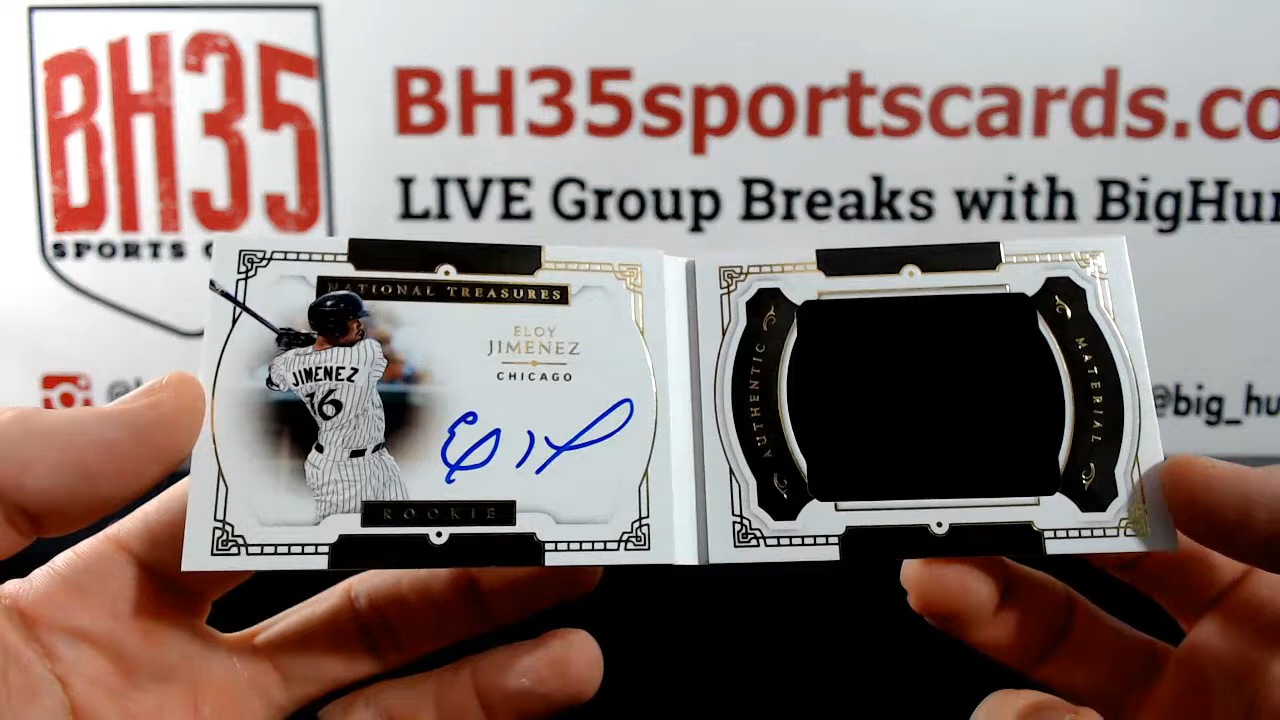 BH35
SPORTS C
BH35sportscards.co
LIVE Group Breaks with BigHu
@big_hu
NATIONAL TREASURES
ELOY
JIMENEZ
CHICAGO
JIMENEZ
16
ROOKIE
AUTHENTIC
MATERIAL